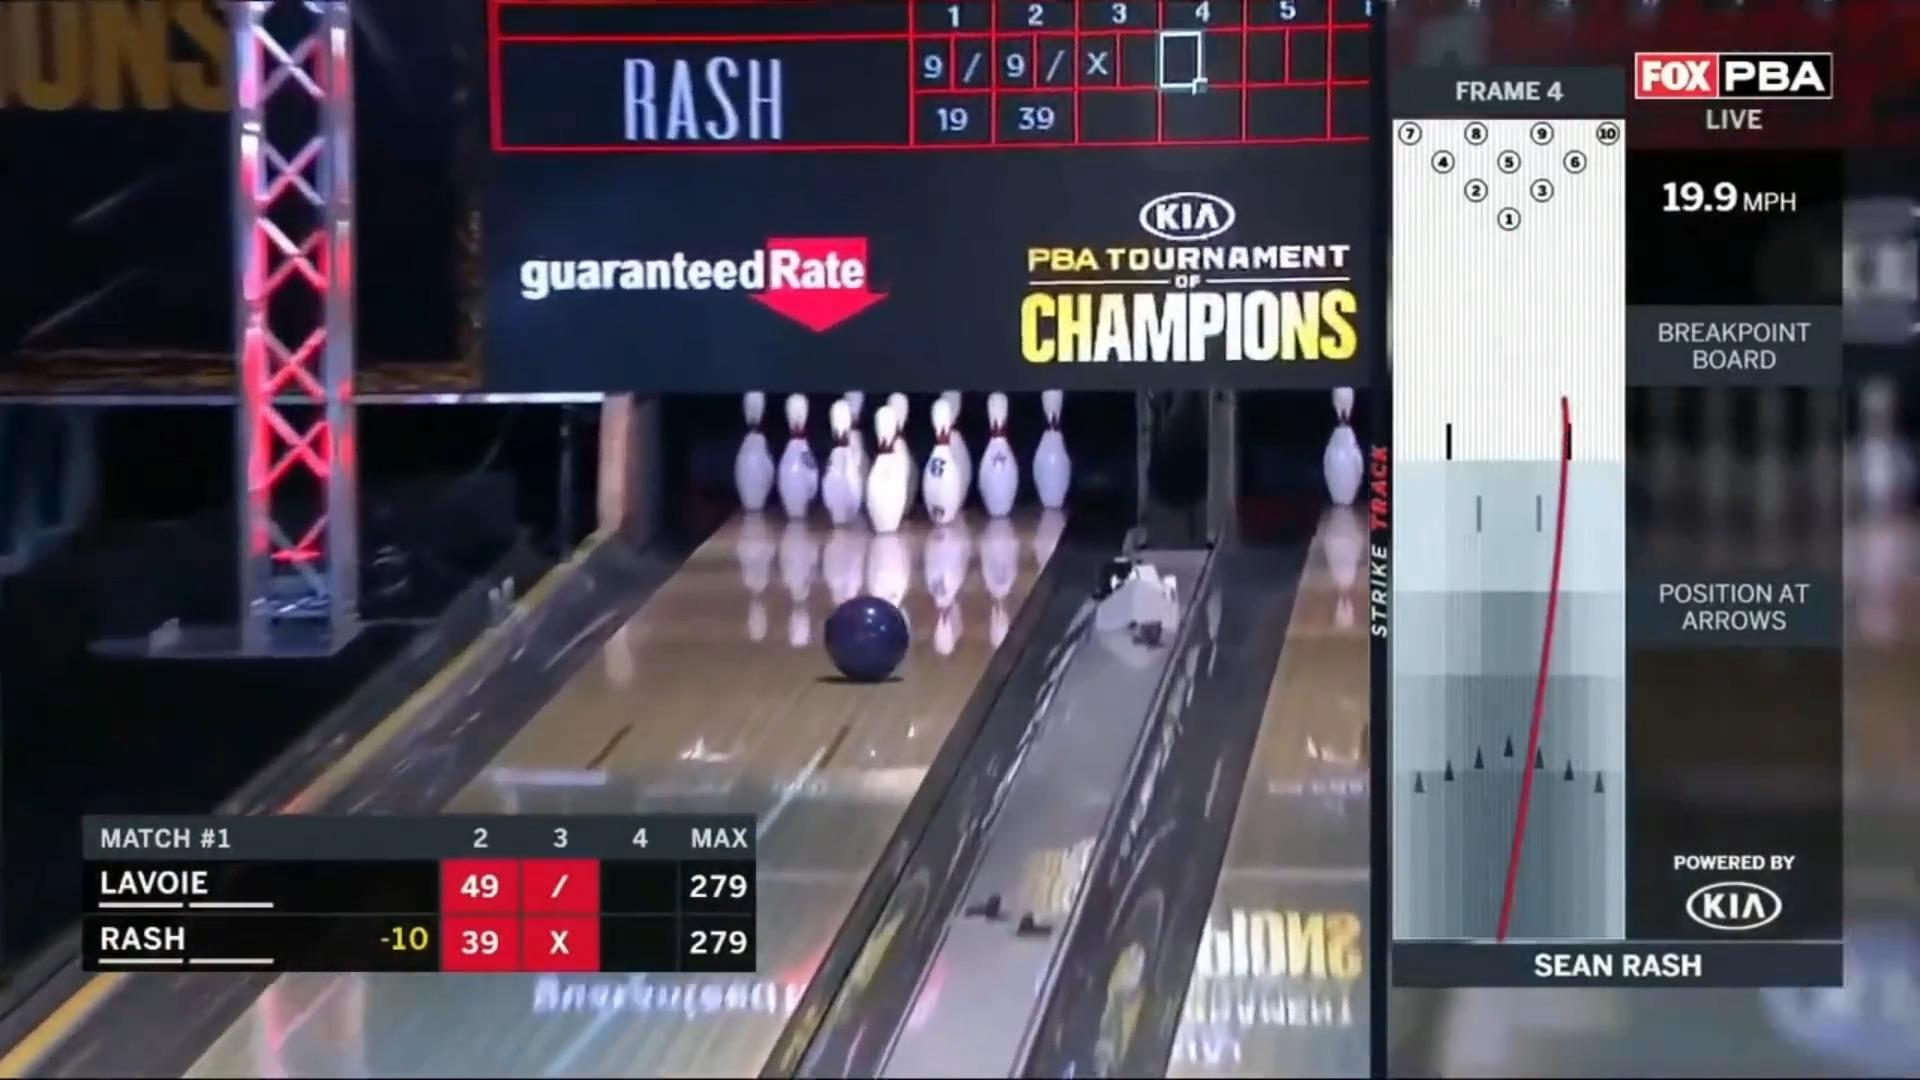 IONS
1 2 3 4 5
RASH 9 / 9 / X
19 39
guaranteedRate
KIA
PBA TOURNAMENT
OF
CHAMPIONS
FRAME 4
7 8 9 10
4 5 6
2 3
1
FOX PBA
LIVE
19.9 MPH
BREAKPOINT
BOARD
STRIKE TRACK
POSITION AT
ARROWS
POWERED BY
KIA
SEAN RASH
MATCH #1 2 3 4 MAX
LAVOIE 49 / 279
RASH -10 39 X 279